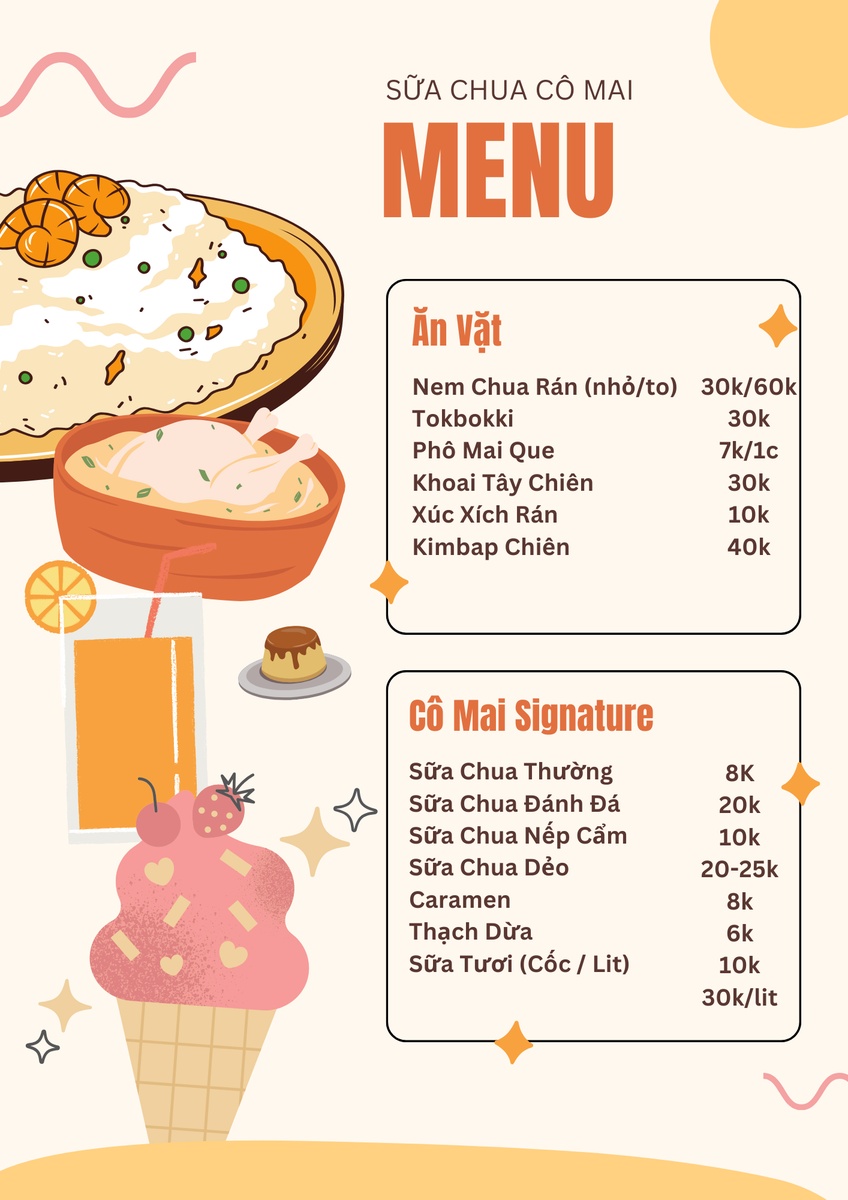 SỮA CHUA CÔ MAI
MENU
Ăn Vặt
Nem Chua Rán (nhỏ/to) 30k/60k
Tokbokki 30k
Phô Mai Que 7k/1c
Khoai Tây Chiên 30k
Xúc Xích Rán 10k
Kimbap Chiên 40k
Cô Mai Signature
Sữa Chua Thường 8K
Sữa Chua Đánh Đá 20k
Sữa Chua Nếp Cẩm 10k
Sữa Chua Dẻo 20-25k
Caramen 8k
Thạch Dừa 6k
Sữa Tươi (Cốc / Lit) 10k
30k/lit